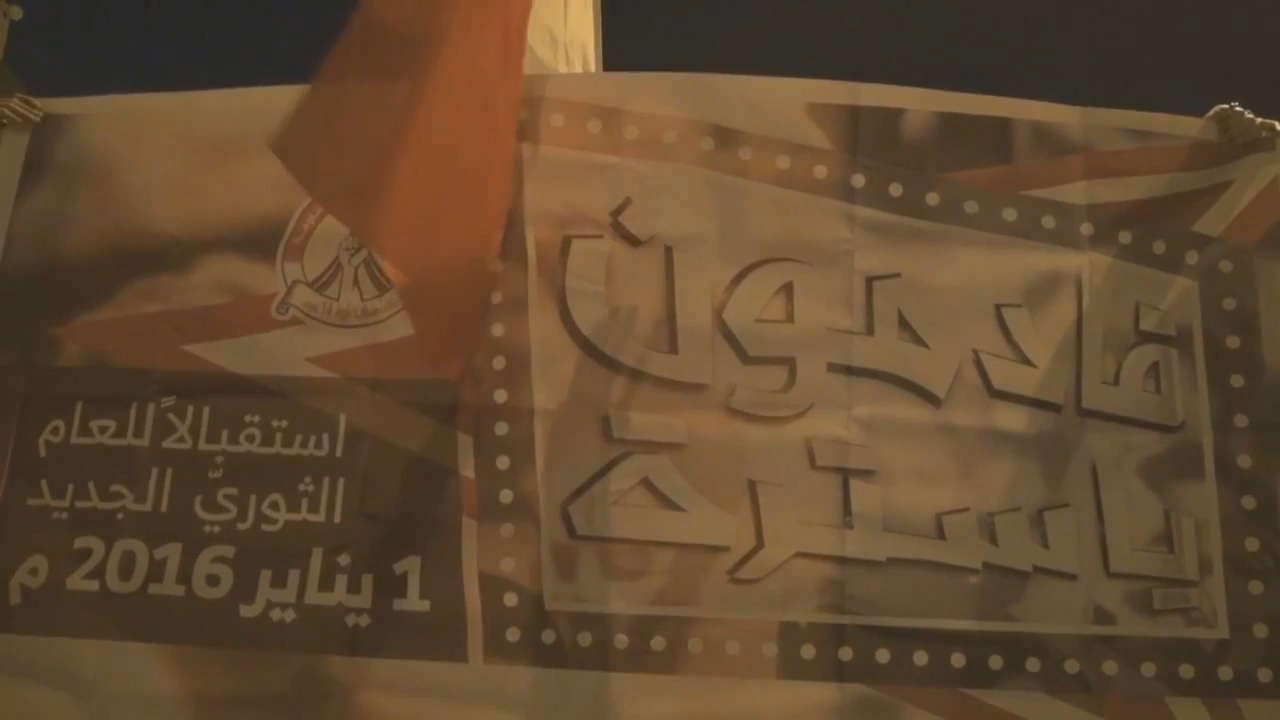 قادمون
يا سترة
استقبالاً للعام
الثوريّ الجديد
1 يناير 2016 م